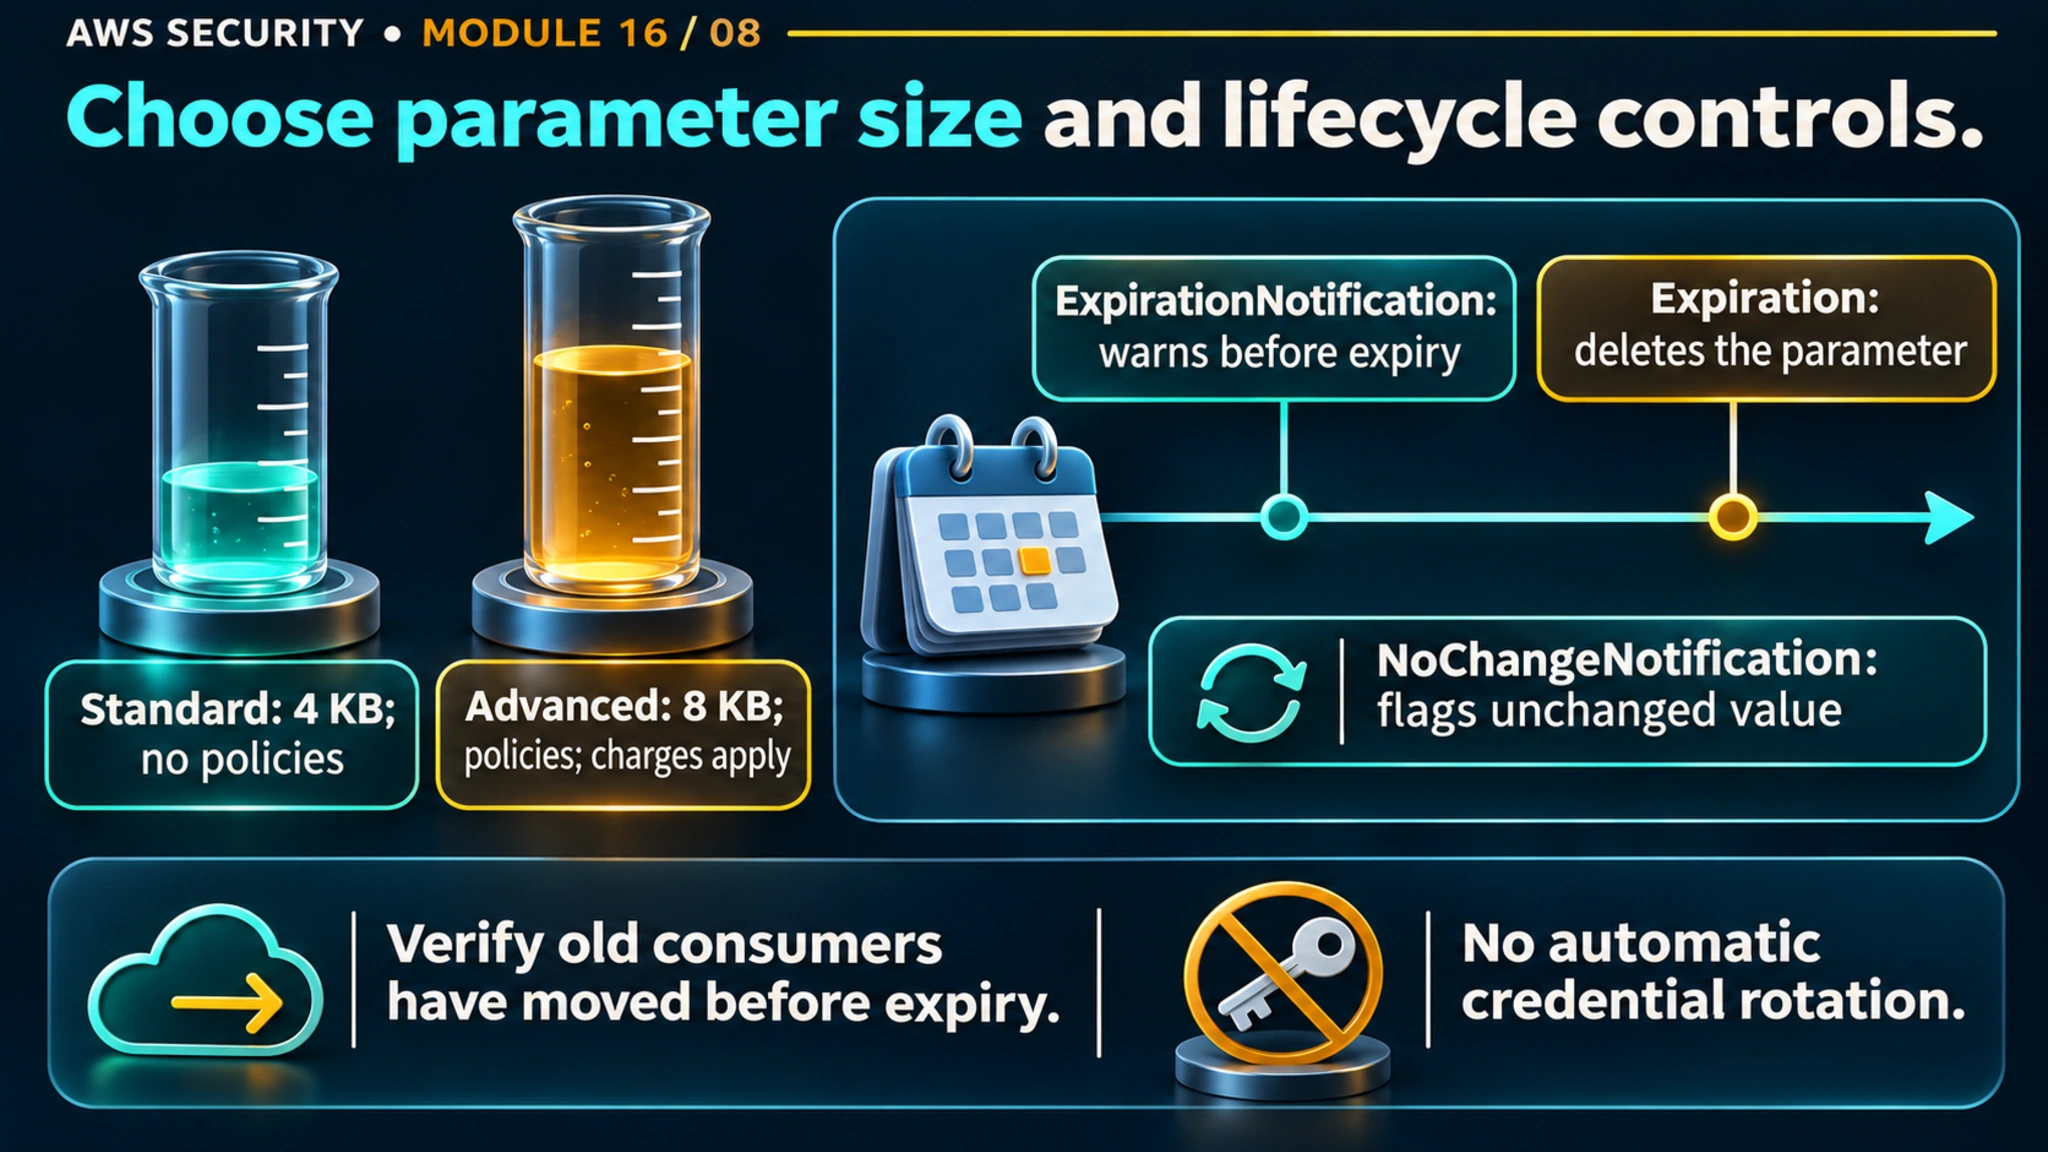 AWS SECURITY • MODULE 16 / 08
Choose parameter size and lifecycle controls.
Standard: 4 KB;
no policies
Advanced: 8 KB;
policies; charges apply
ExpirationNotification:
warns before expiry
Expiration:
deletes the parameter
NoChangeNotification:
flags unchanged value
Verify old consumers
have moved before expiry.
No automatic
credential rotation.